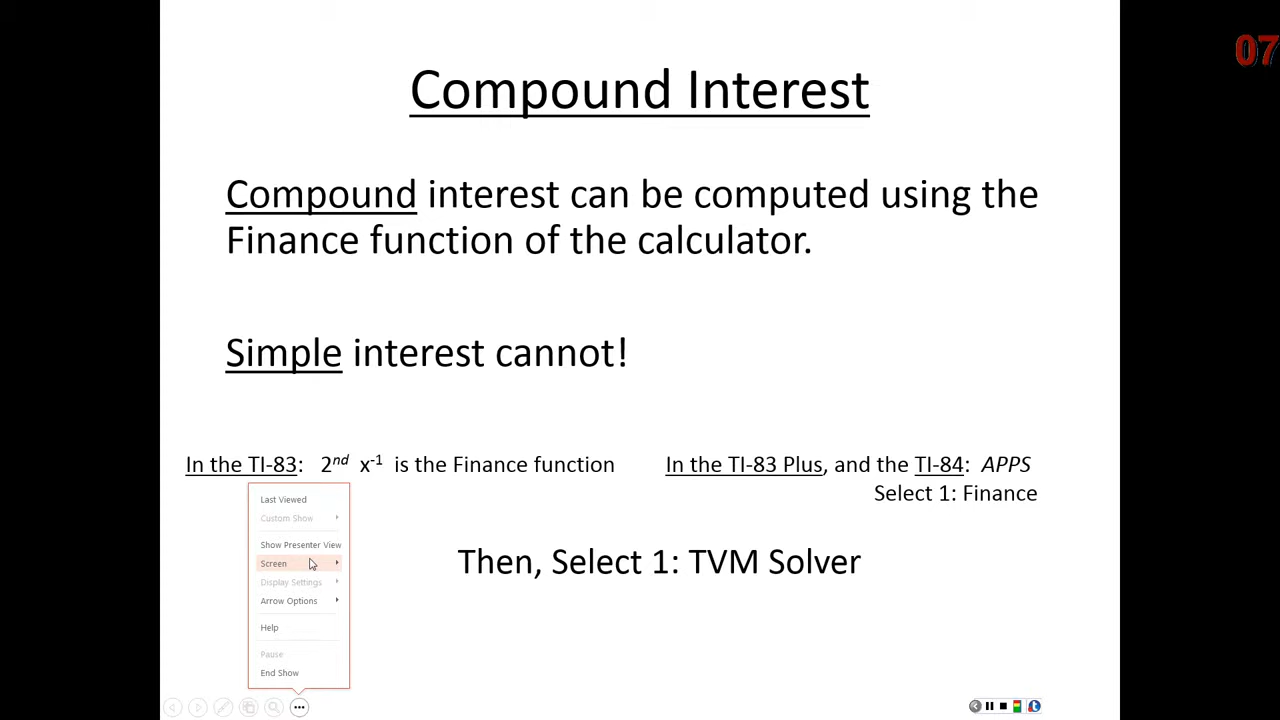 07
Compound Interest
Compound interest can be computed using the
Finance function of the calculator.
Simple interest cannot!
In the TI-83: 2nd x-1 is the Finance function
In the TI-83 Plus, and the TI-84: APPS
Select 1: Finance
Then, Select 1: TVM Solver
Last Viewed
Custom Show
Show Presenter View
Screen
Display Settings
Arrow Options
Help
Pause
End Show